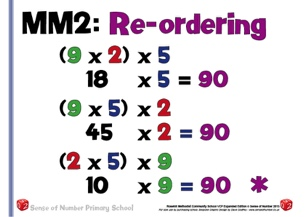 MM2: Re-ordering
(9 x 2) x 5
18 x 5 = 90
(9 x 5) x 2
45 x 2 = 90
(2 x 5) x 9
10 x 9 = 90 *
Sense of Number Primary School